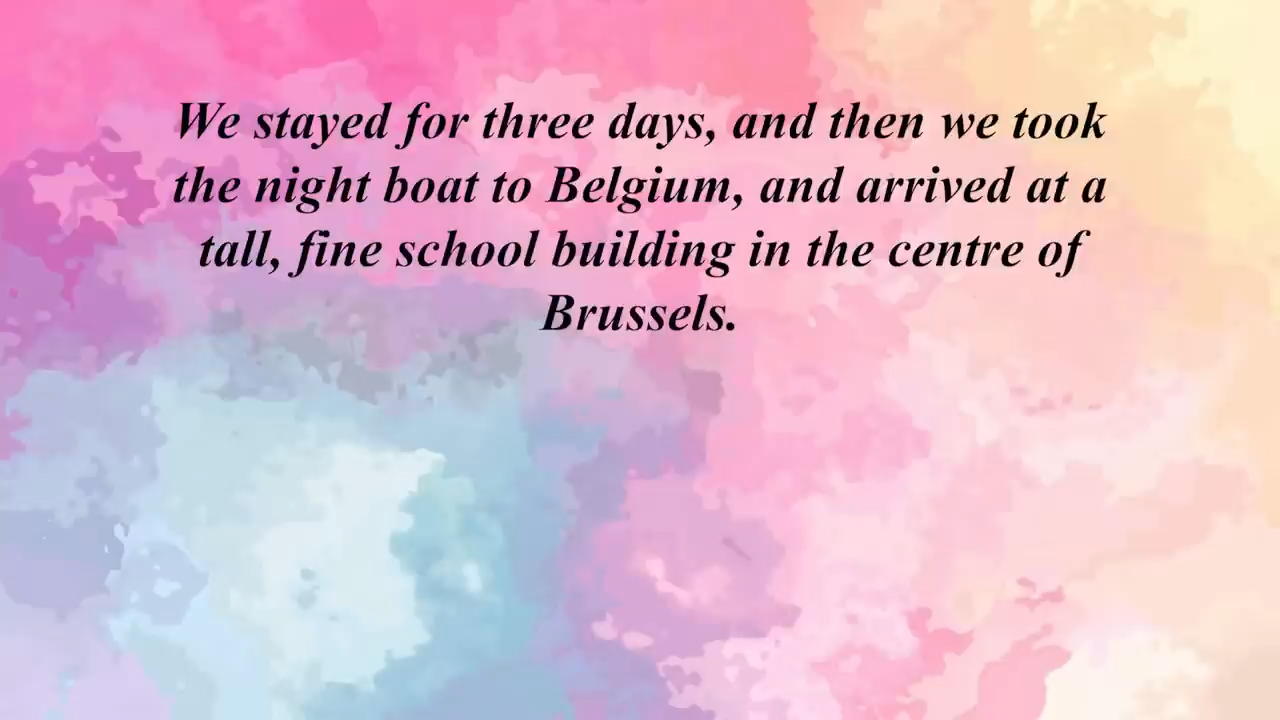 We stayed for three days, and then we took
the night boat to Belgium, and arrived at a
tall, fine school building in the centre of
Brussels.